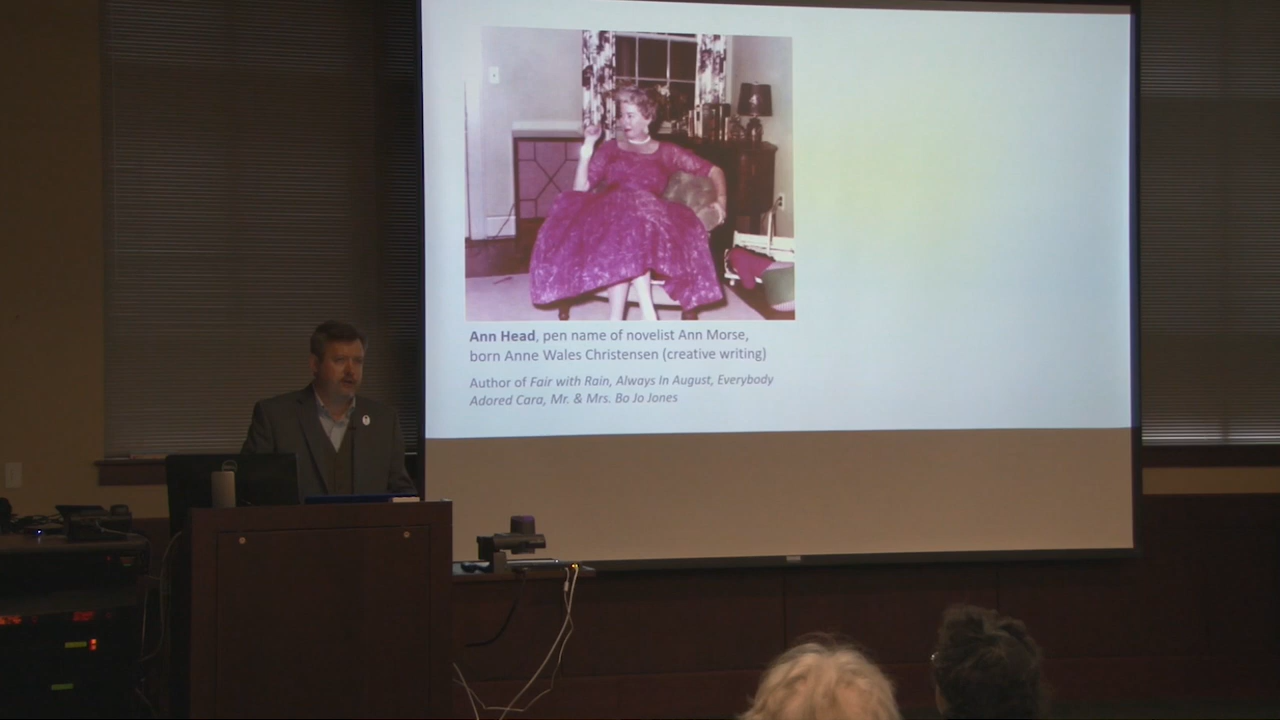 Ann Head, pen name of novelist Ann Morse,
born Anne Wales Christensen (creative writing)
Author of Fair with Rain, Always In August, Everybody
Adored Cara, Mr. & Mrs. Bo Jo Jones